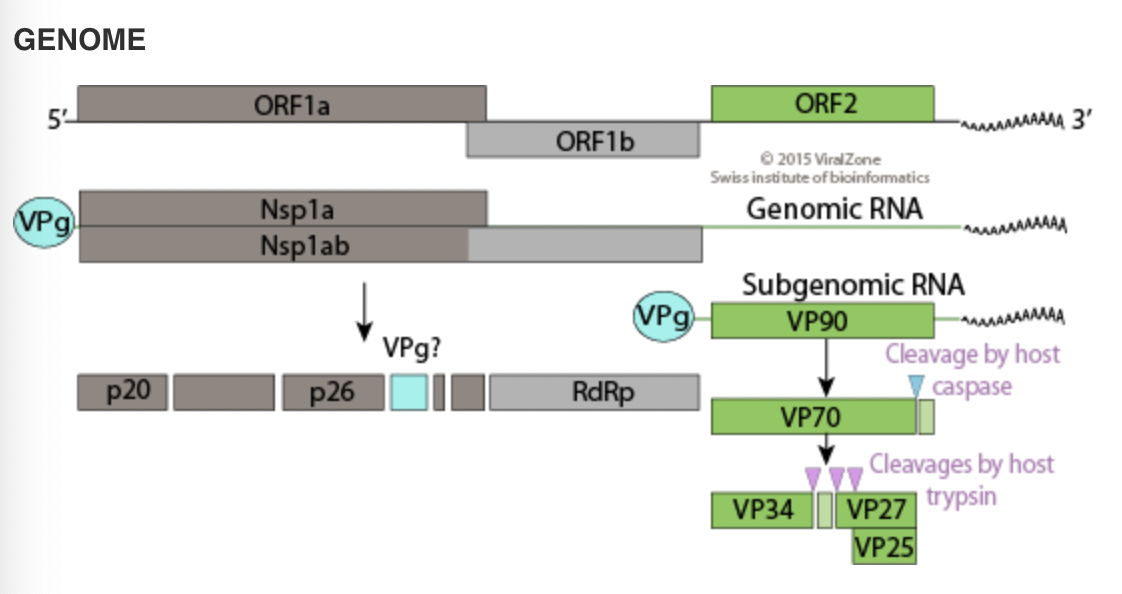 GENOME
ORF1a
ORF2
5′
3′
ORF1b
© 2015 ViralZone
Swiss institute of bioinformatics
Nsp1a
Genomic RNA
VPg
Nsp1ab
Subgenomic RNA
VPg
VP90
VPg?
Cleavage by host
caspase
p20
p26
RdRp
VP70
Cleavages by host
trypsin
VP34
VP27
VP25